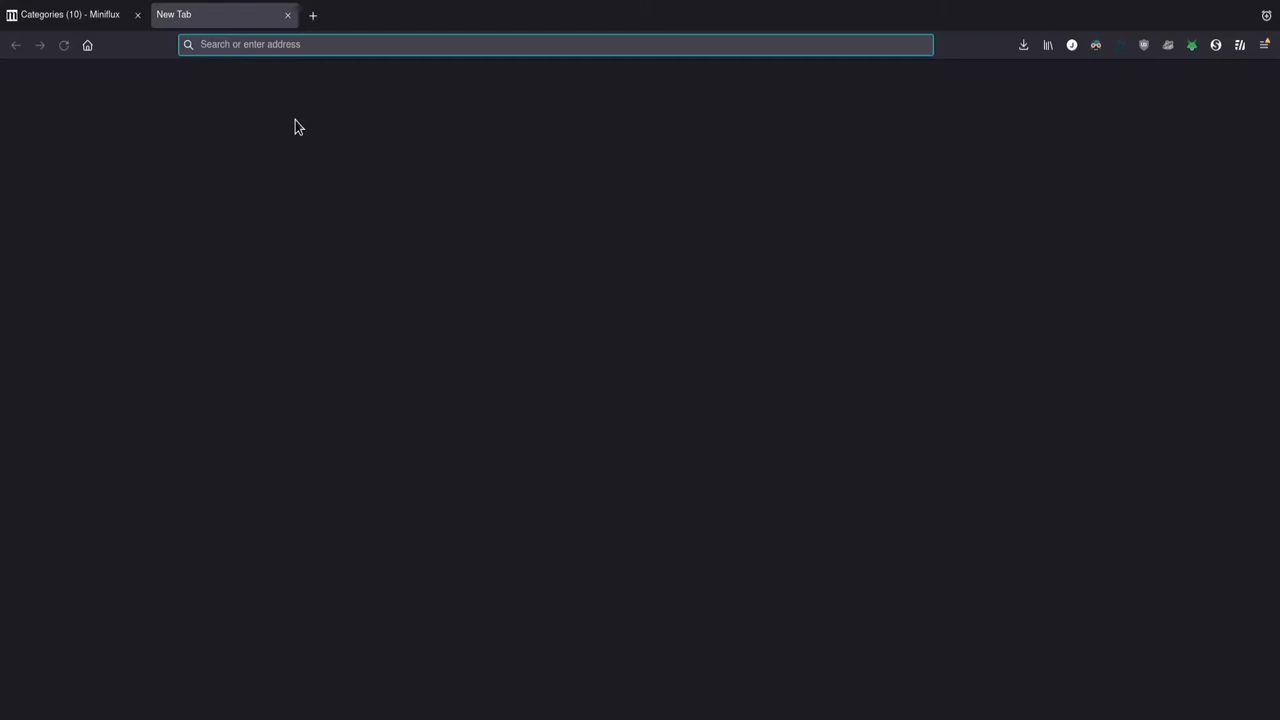 Categories (10) - Miniflux
New Tab
Search or enter address